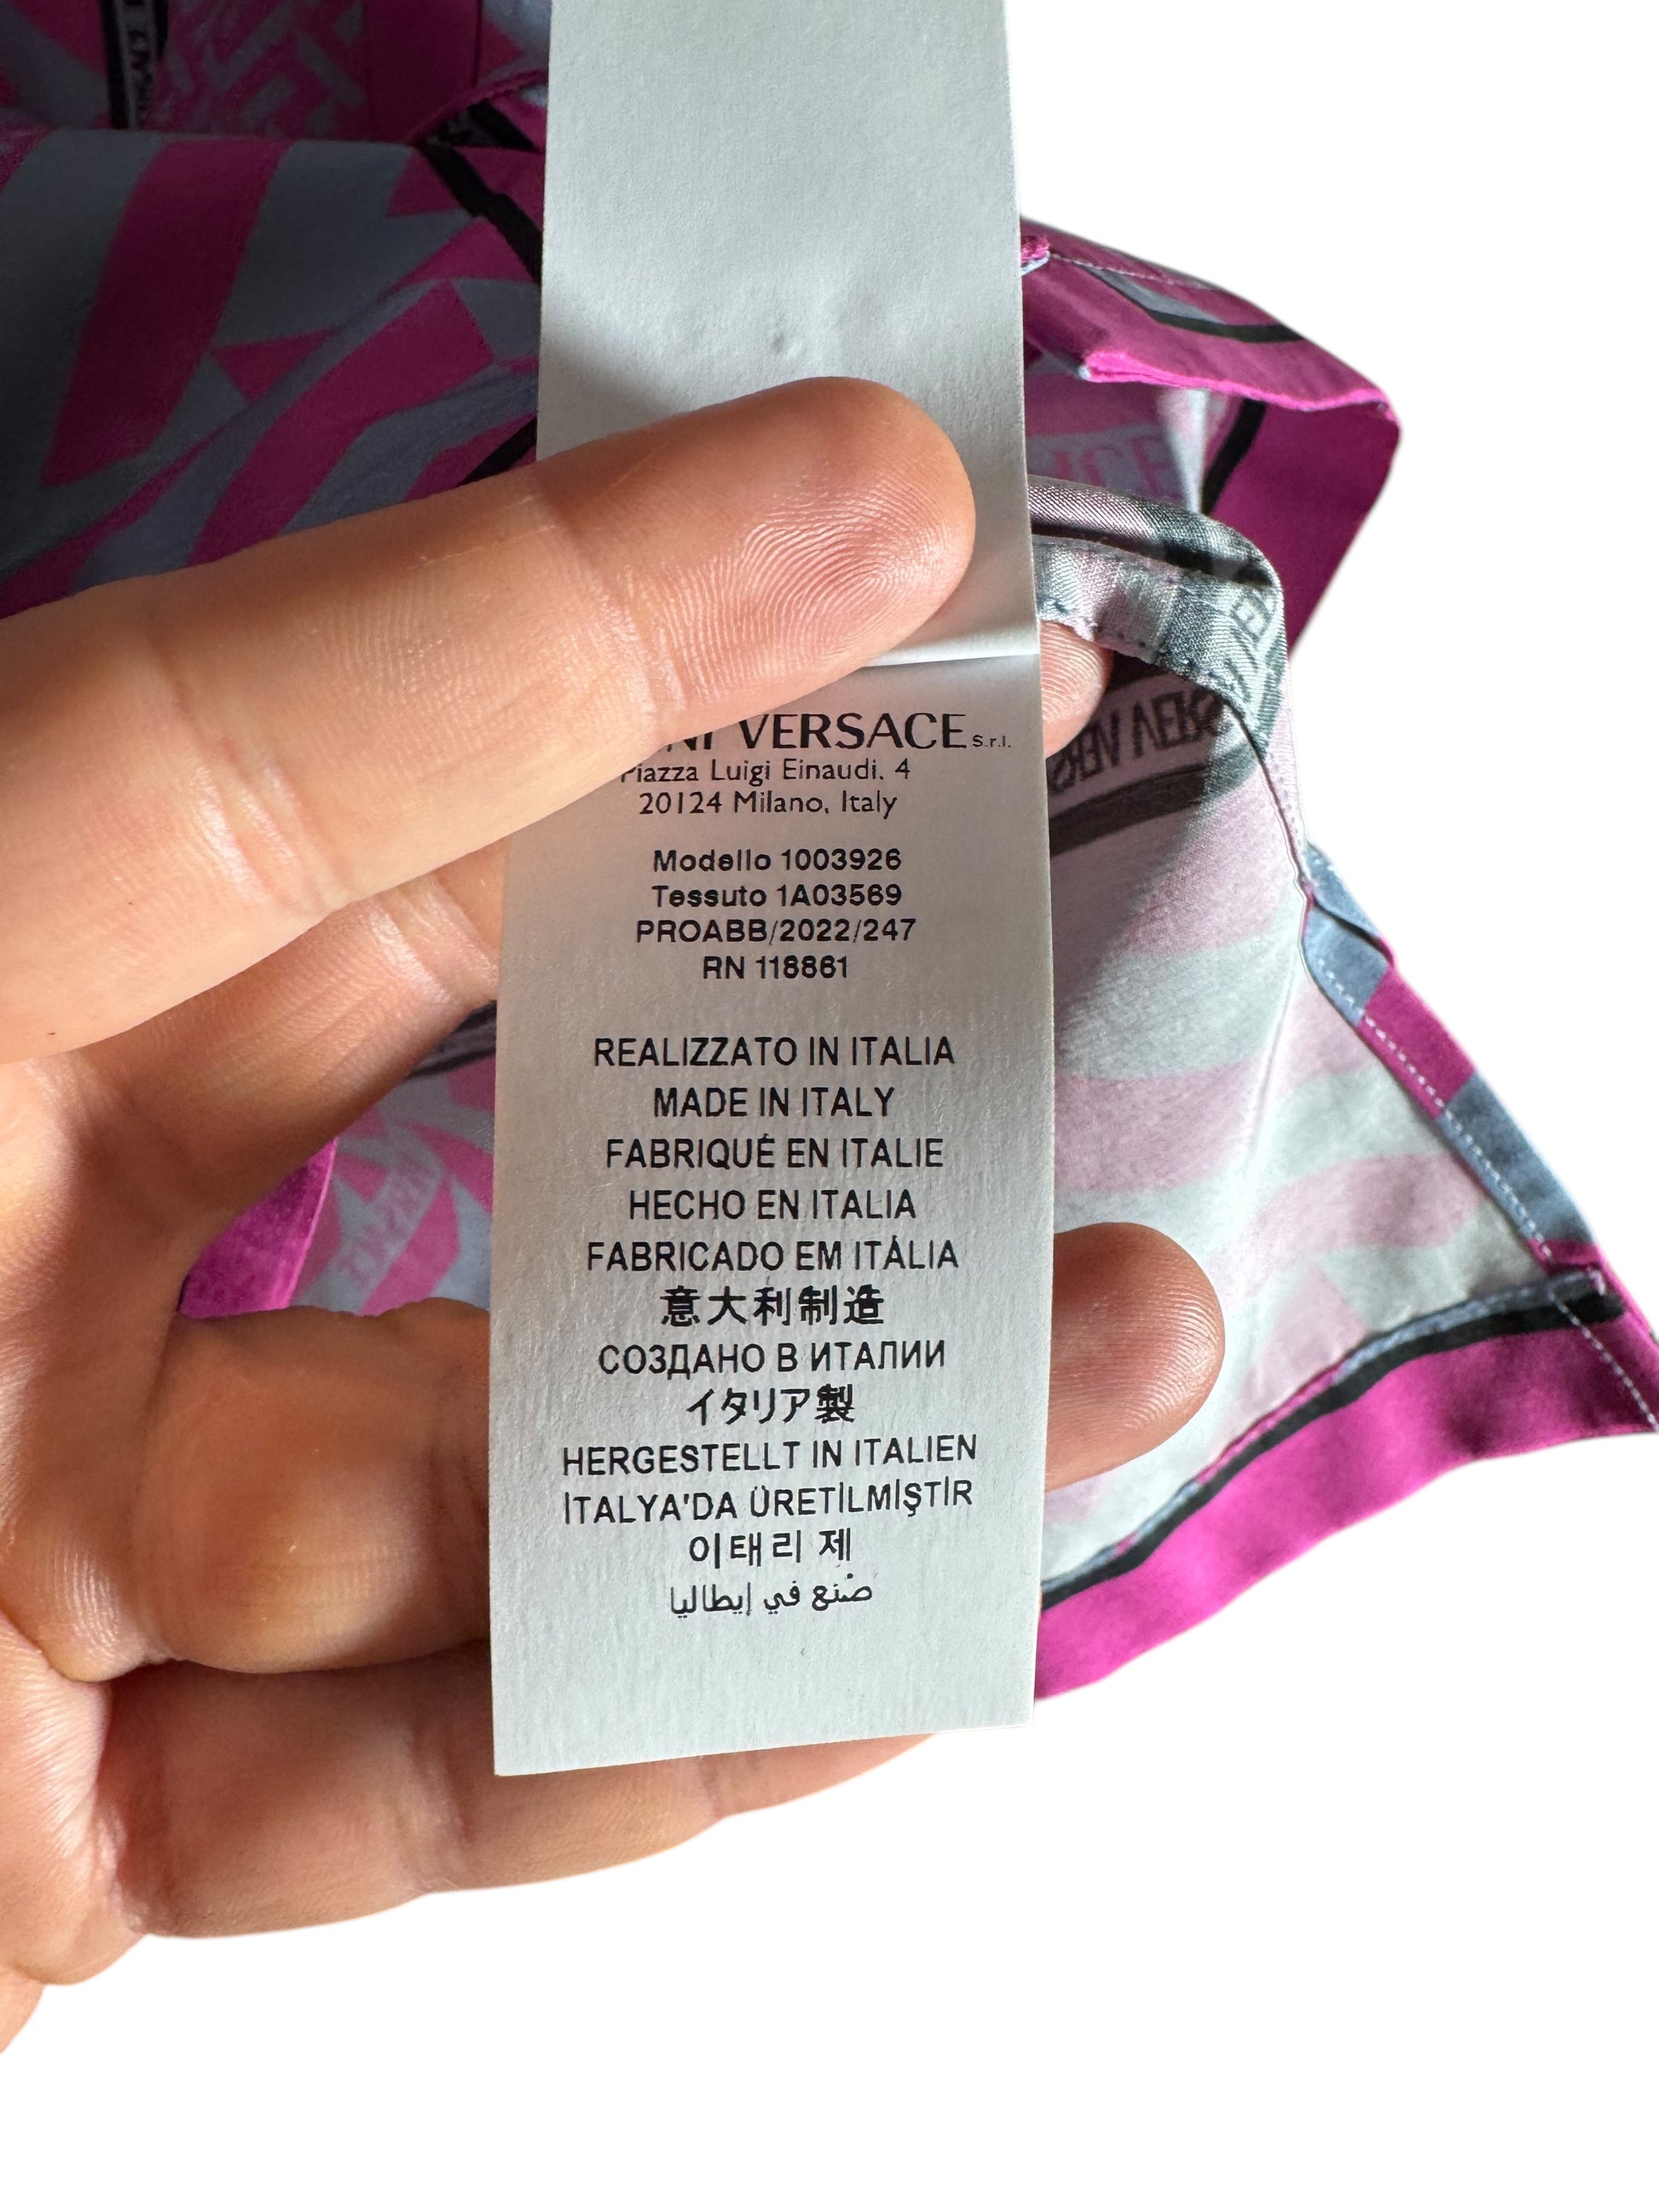 VERSACE S.r.l.
Piazza Luigi Einaudi, 4
20124 Milano, Italy
Modello 1003926
Tessuto 1A03569
PROABB/2022/247
RN 118861
REALIZZATO IN ITALIA
MADE IN ITALY
FABRIQUÉ EN ITALIE
HECHO EN ITALIA
FABRICADO EM ITÁLIA
意大利制造
СОЗДАНО В ИТАЛИИ
イタリア製
HERGESTELLT IN ITALIEN
İTALYA'DA ÜRETİLMİŞTİR
이태리 제
صُنع في إيطاليا